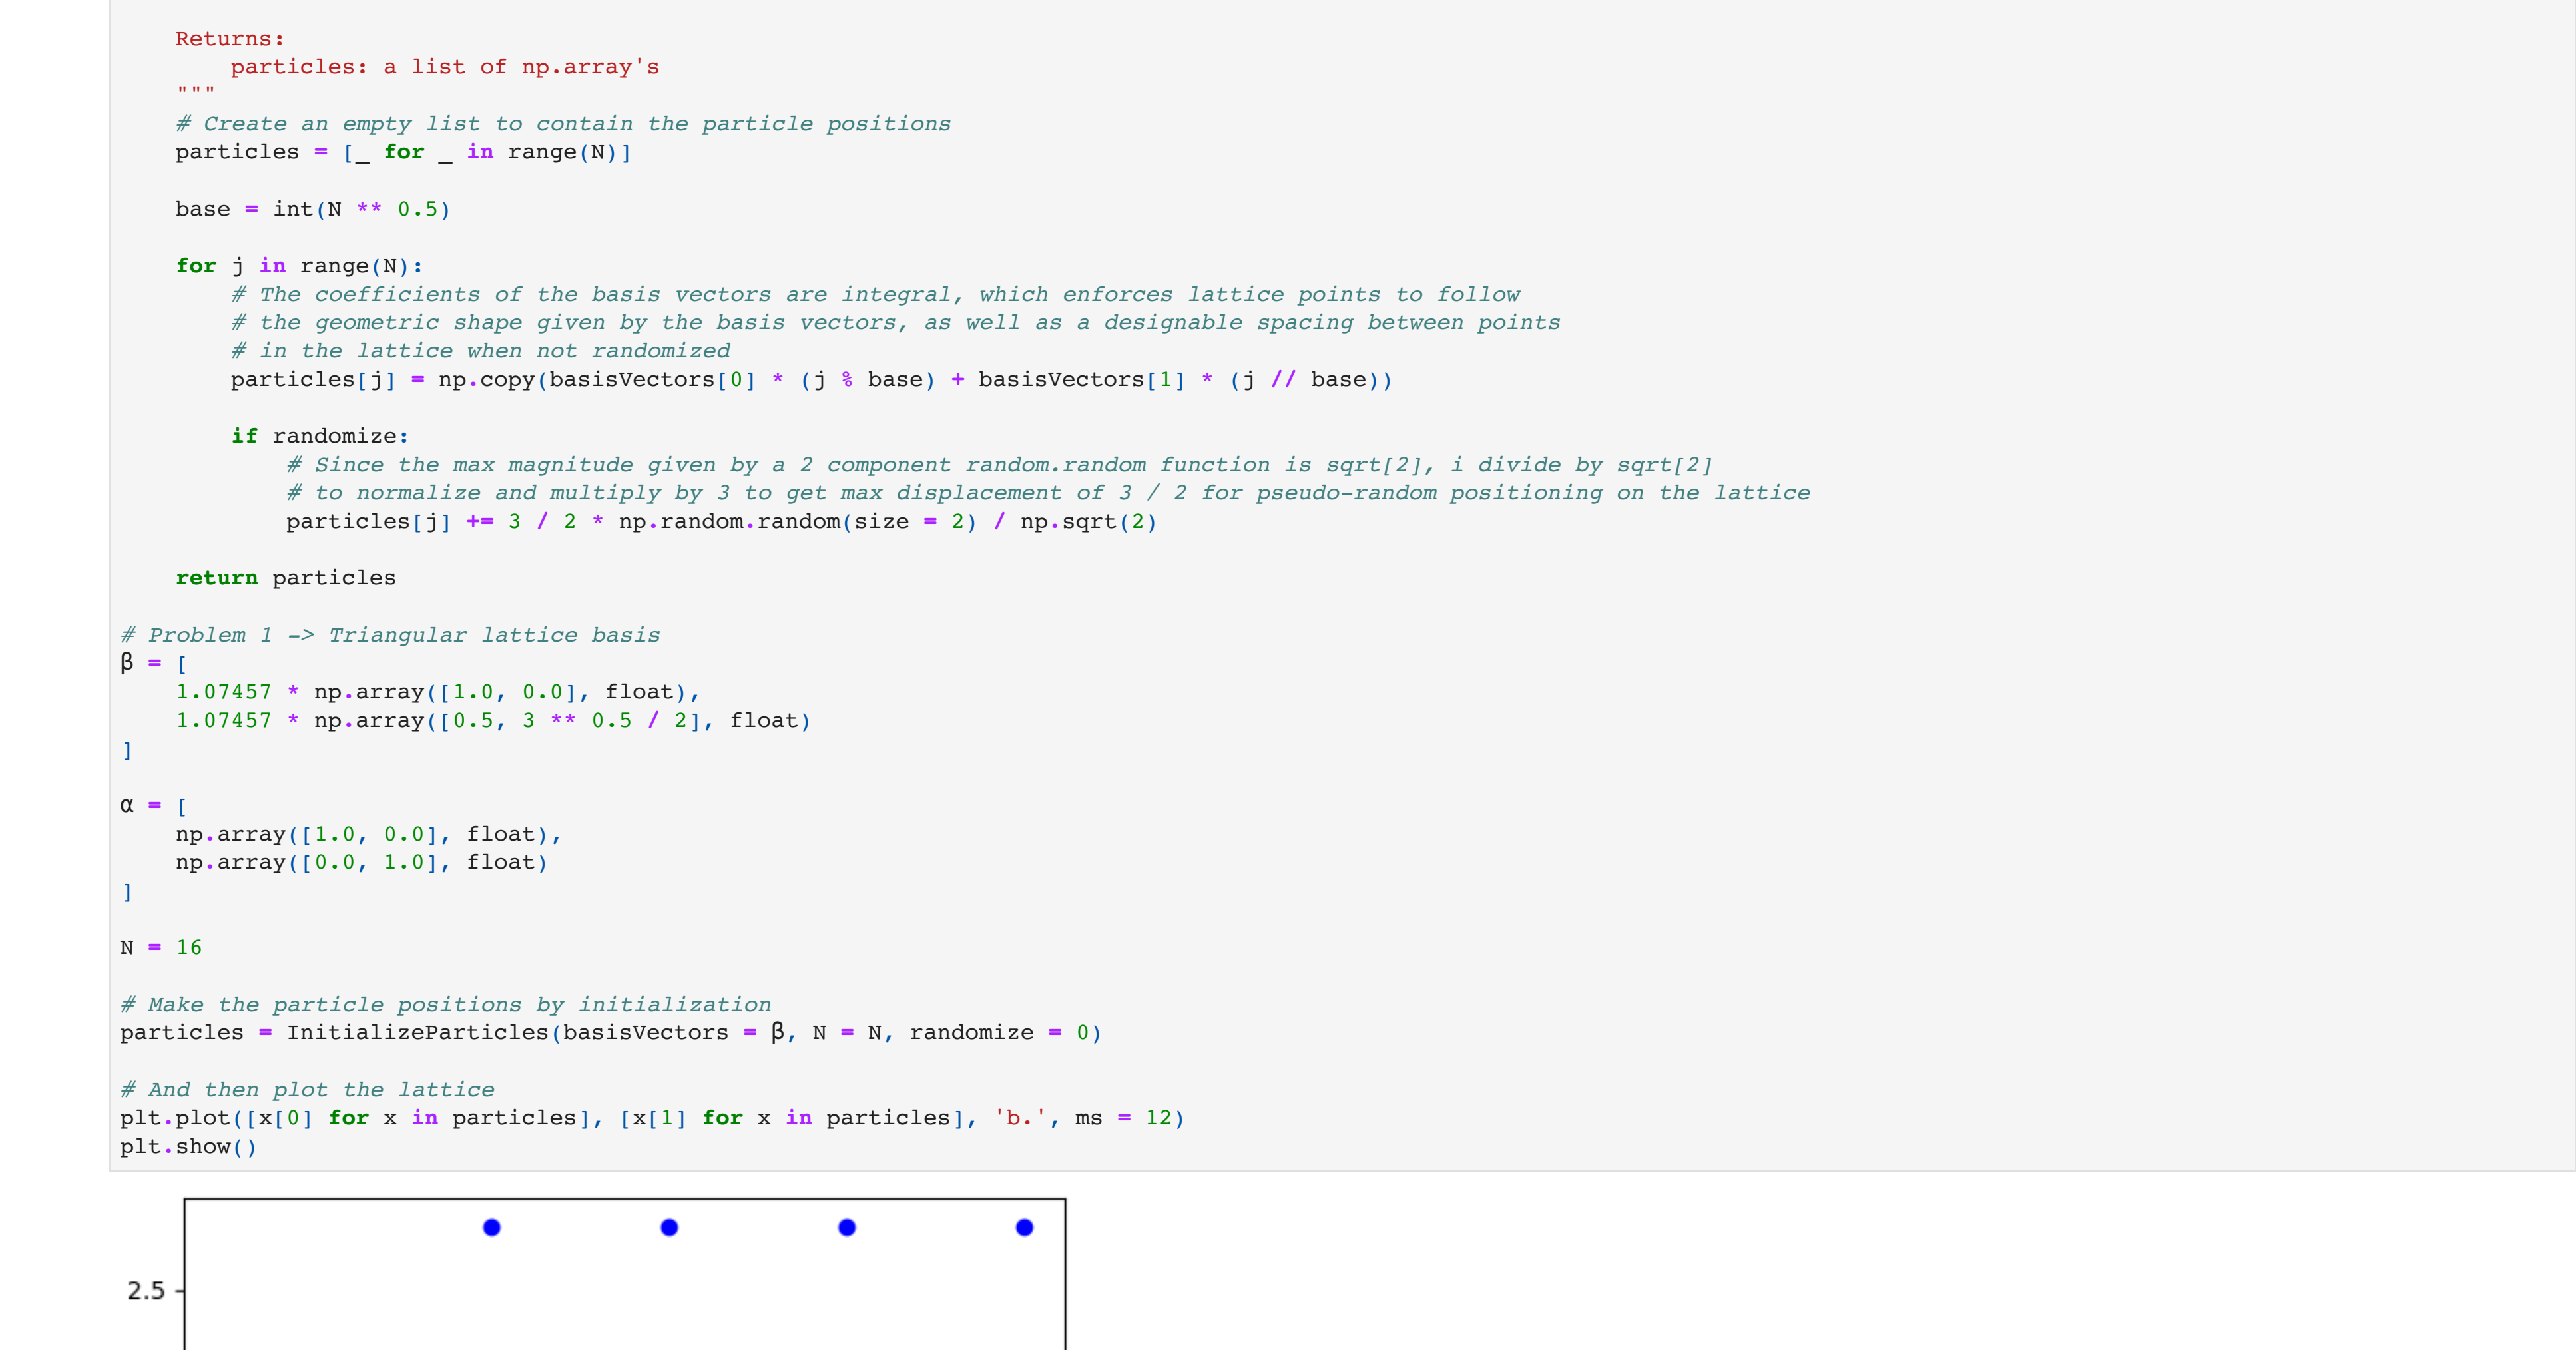 Returns:
        particles: a list of np.array's
    """
    # Create an empty list to contain the particle positions
    particles = [_ for _ in range(N)]

    base = int(N ** 0.5)

    for j in range(N):
        # The coefficients of the basis vectors are integral, which enforces lattice points to follow
        # the geometric shape given by the basis vectors, as well as a designable spacing between points
        # in the lattice when not randomized
        particles[j] = np.copy(basisVectors[0] * (j % base) + basisVectors[1] * (j // base))

        if randomize:
            # Since the max magnitude given by a 2 component random.random function is sqrt[2], i divide by sqrt[2]
            # to normalize and multiply by 3 to get max displacement of 3 / 2 for pseudo-random positioning on the lattice
            particles[j] += 3 / 2 * np.random.random(size = 2) / np.sqrt(2)

    return particles

# Problem 1 -> Triangular lattice basis
β = [
    1.07457 * np.array([1.0, 0.0], float),
    1.07457 * np.array([0.5, 3 ** 0.5 / 2], float)
]

α = [
    np.array([1.0, 0.0], float),
    np.array([0.0, 1.0], float)
]

N = 16

# Make the particle positions by initialization
particles = InitializeParticles(basisVectors = β, N = N, randomize = 0)

# And then plot the lattice
plt.plot([x[0] for x in particles], [x[1] for x in particles], 'b.', ms = 12)
plt.show()
2.5